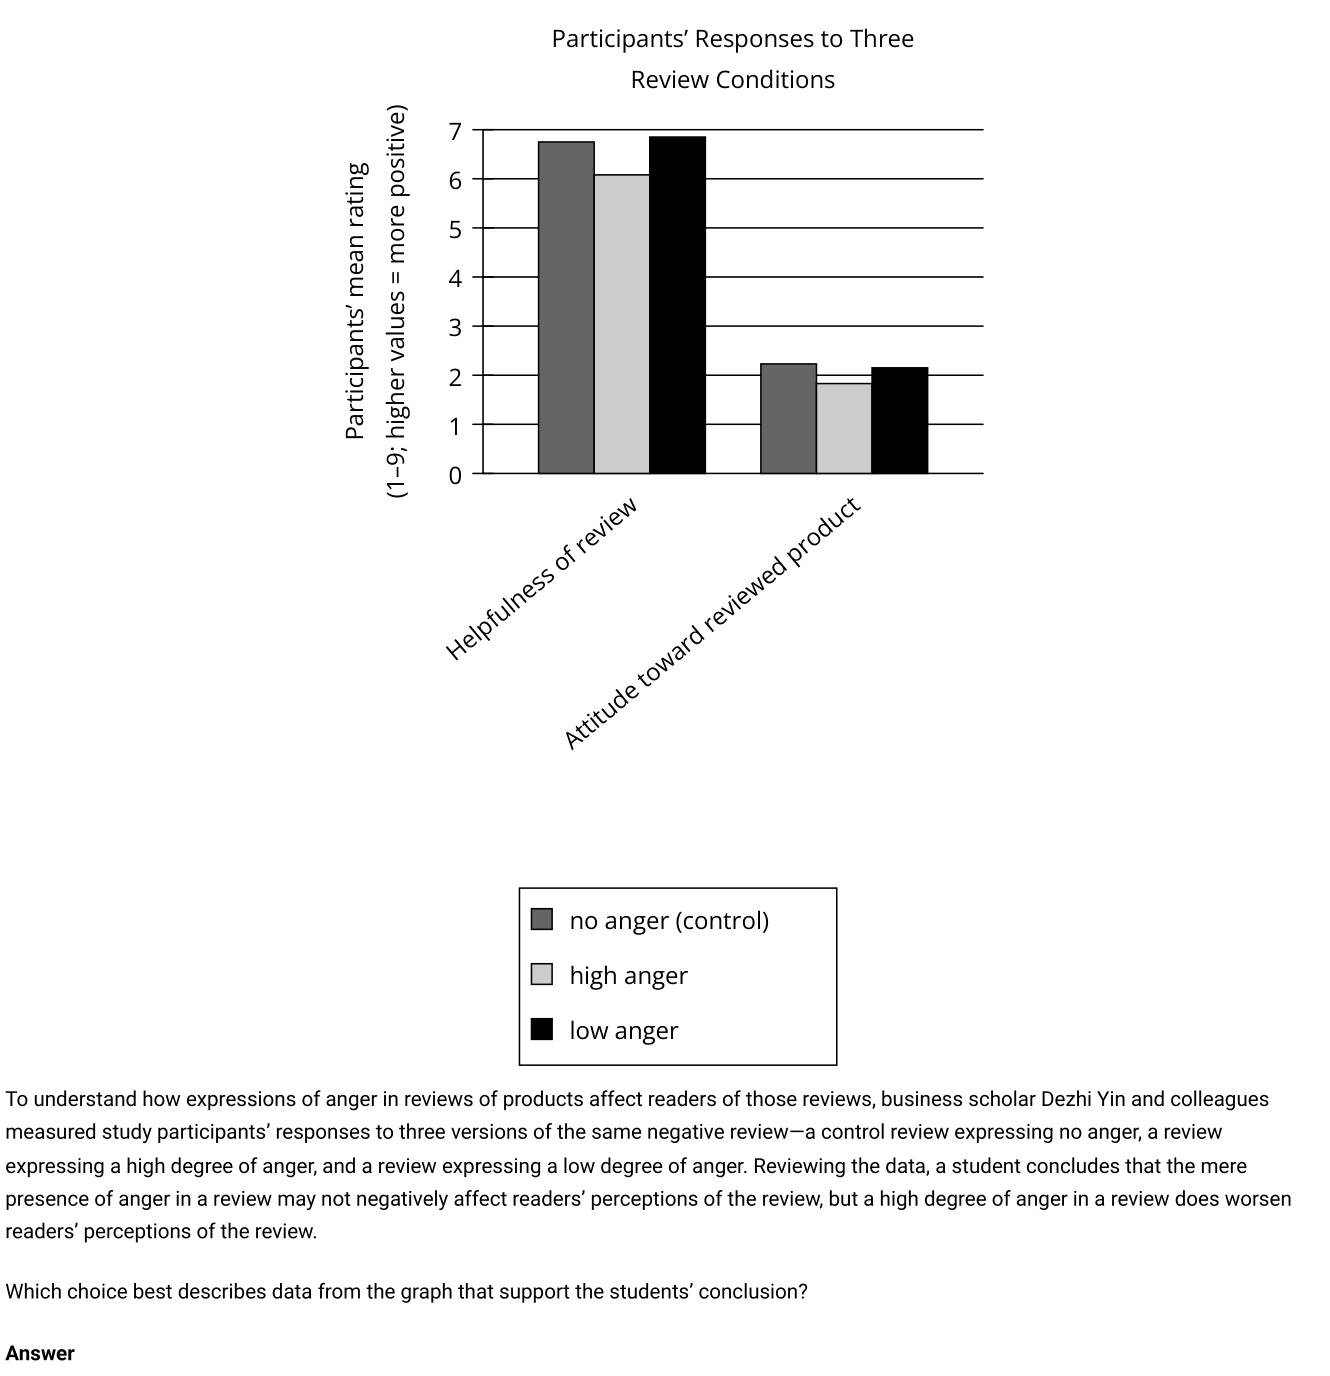 Participants’ Responses to Three
Review Conditions
Participants’ mean rating
(1–9; higher values = more positive)
7
6
5
4
3
2
1
0
Helpfulness of review
Attitude toward reviewed product
no anger (control)
high anger
low anger
To understand how expressions of anger in reviews of products affect readers of those reviews, business scholar Dezhi Yin and colleagues
measured study participants’ responses to three versions of the same negative review—a control review expressing no anger, a review
expressing a high degree of anger, and a review expressing a low degree of anger. Reviewing the data, a student concludes that the mere
presence of anger in a review may not negatively affect readers’ perceptions of the review, but a high degree of anger in a review does worsen
readers’ perceptions of the review.
Which choice best describes data from the graph that support the students’ conclusion?
Answer